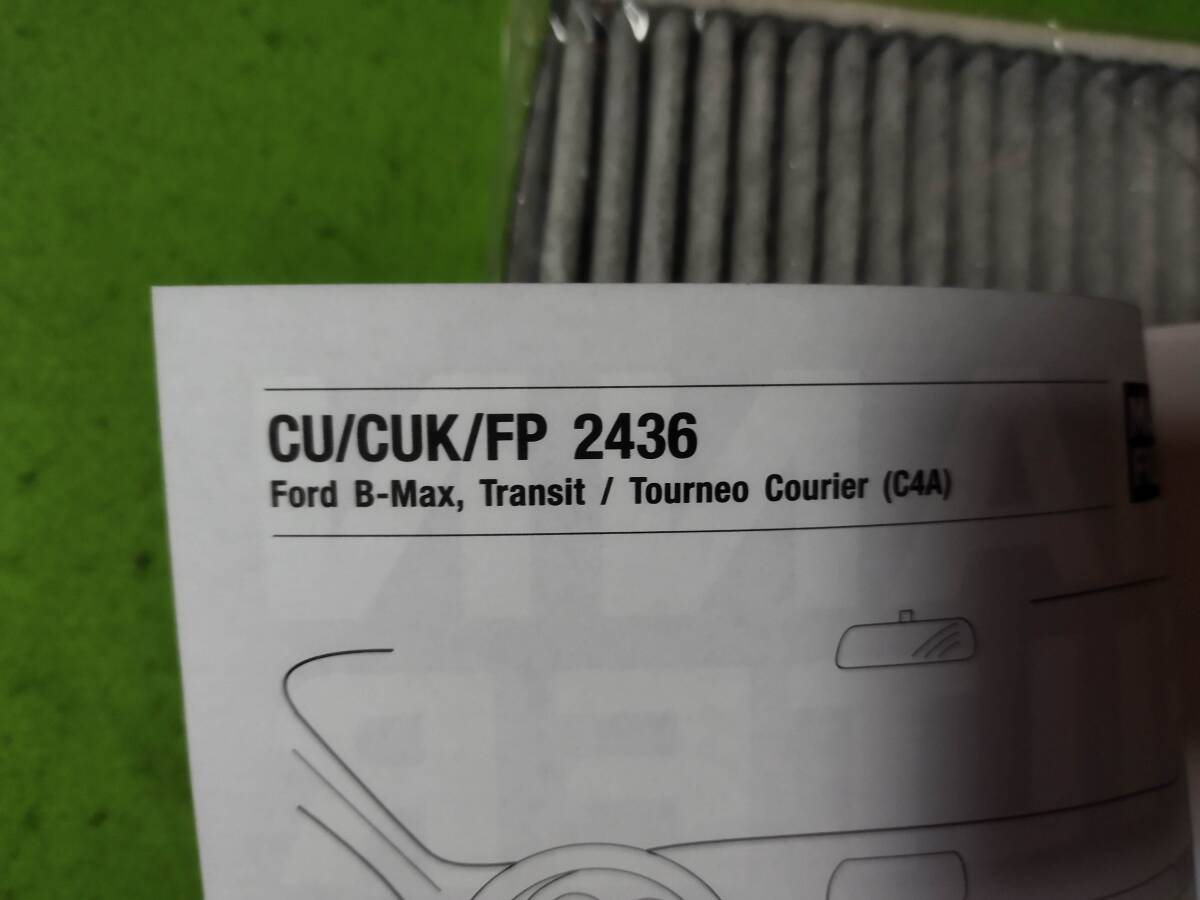 CU/CUK/FP 2436
Ford B-Max, Transit / Tourneo Courier (C4A)